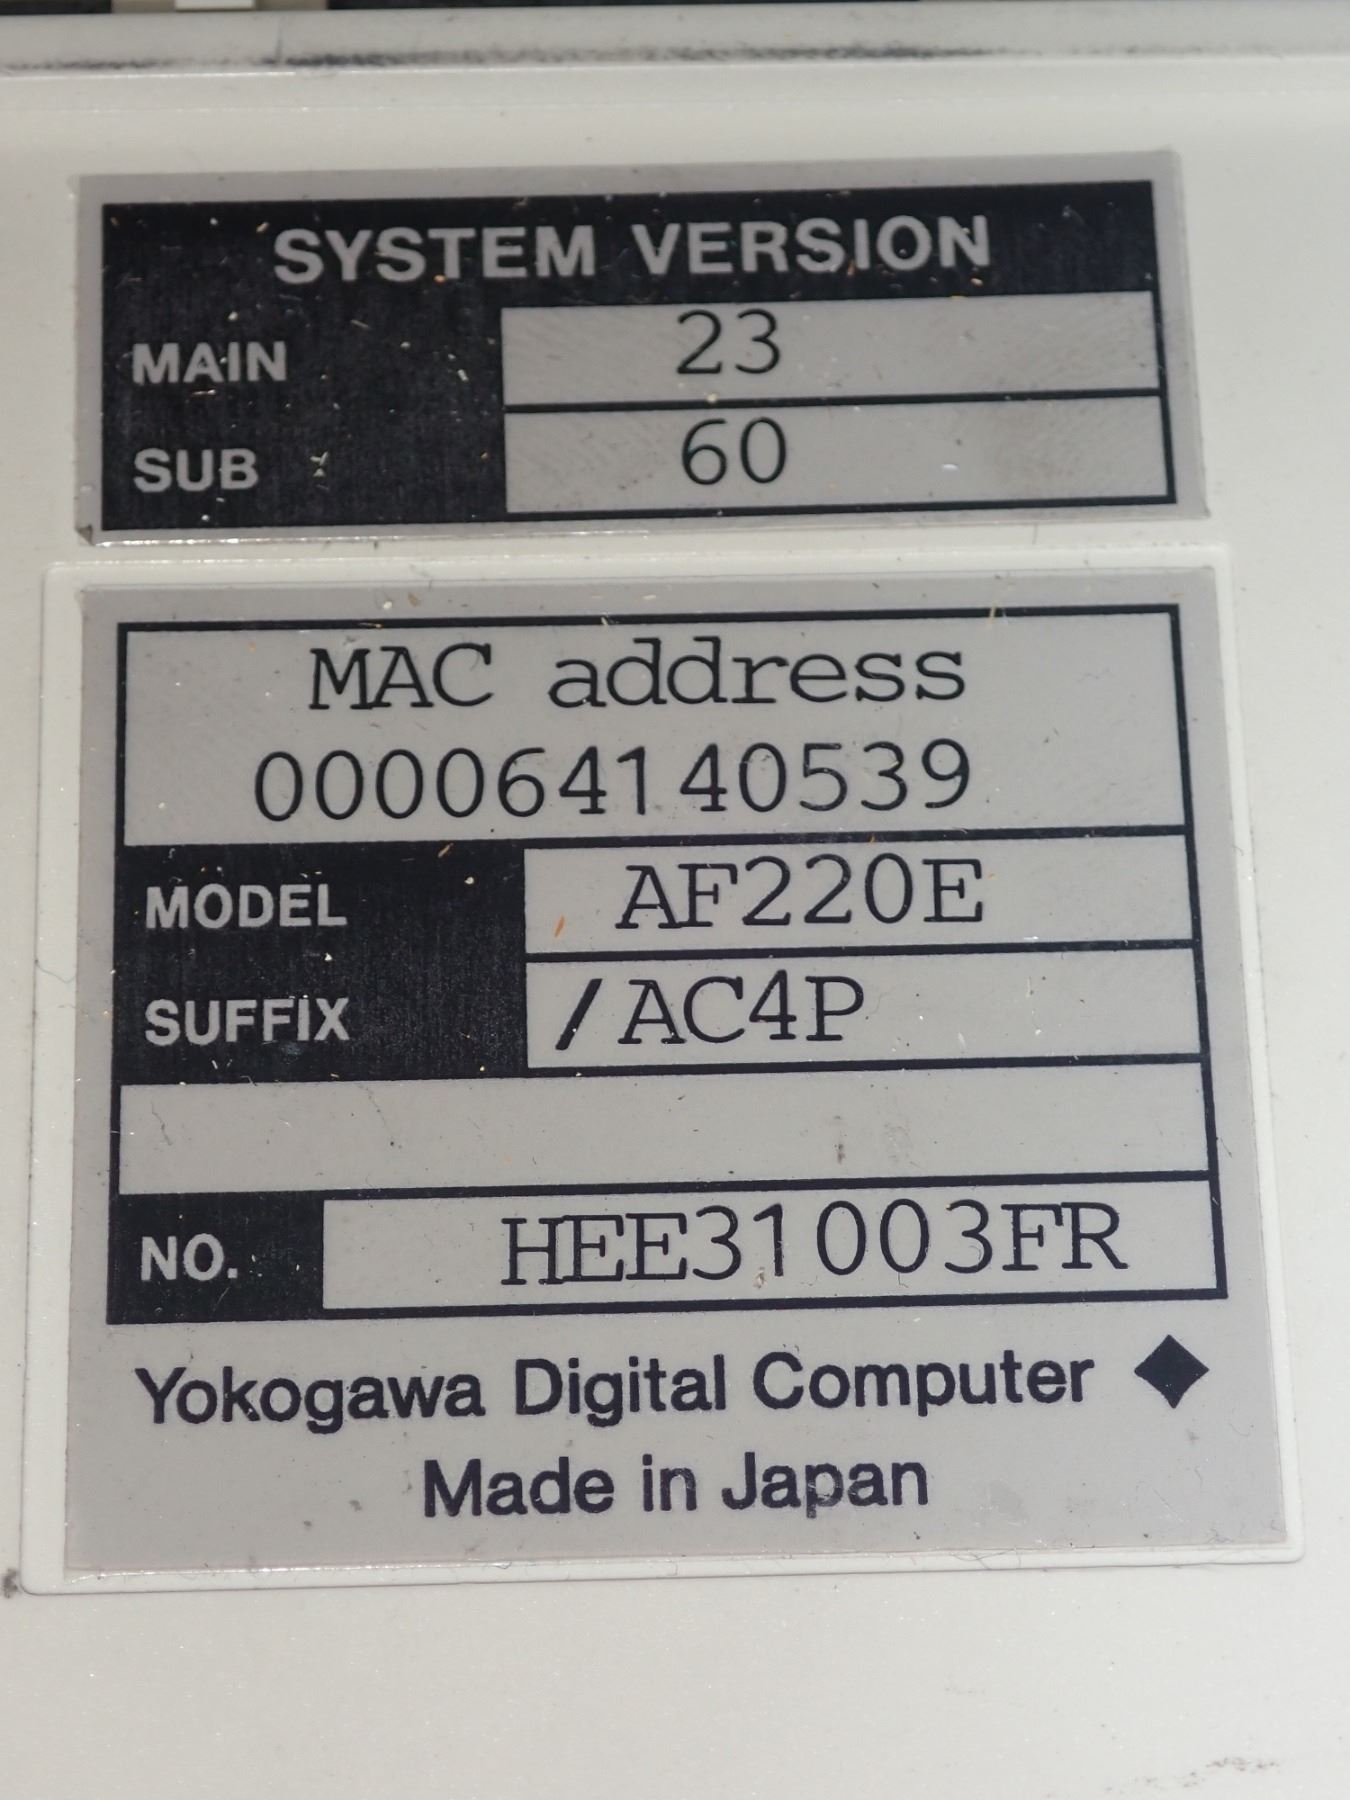 SYSTEM VERSION
MAIN 23
SUB 60
MAC address
000064140539
MODEL AF220E
SUFFIX /AC4P
NO. HEE31003FR
Yokogawa Digital Computer ◆
Made in Japan